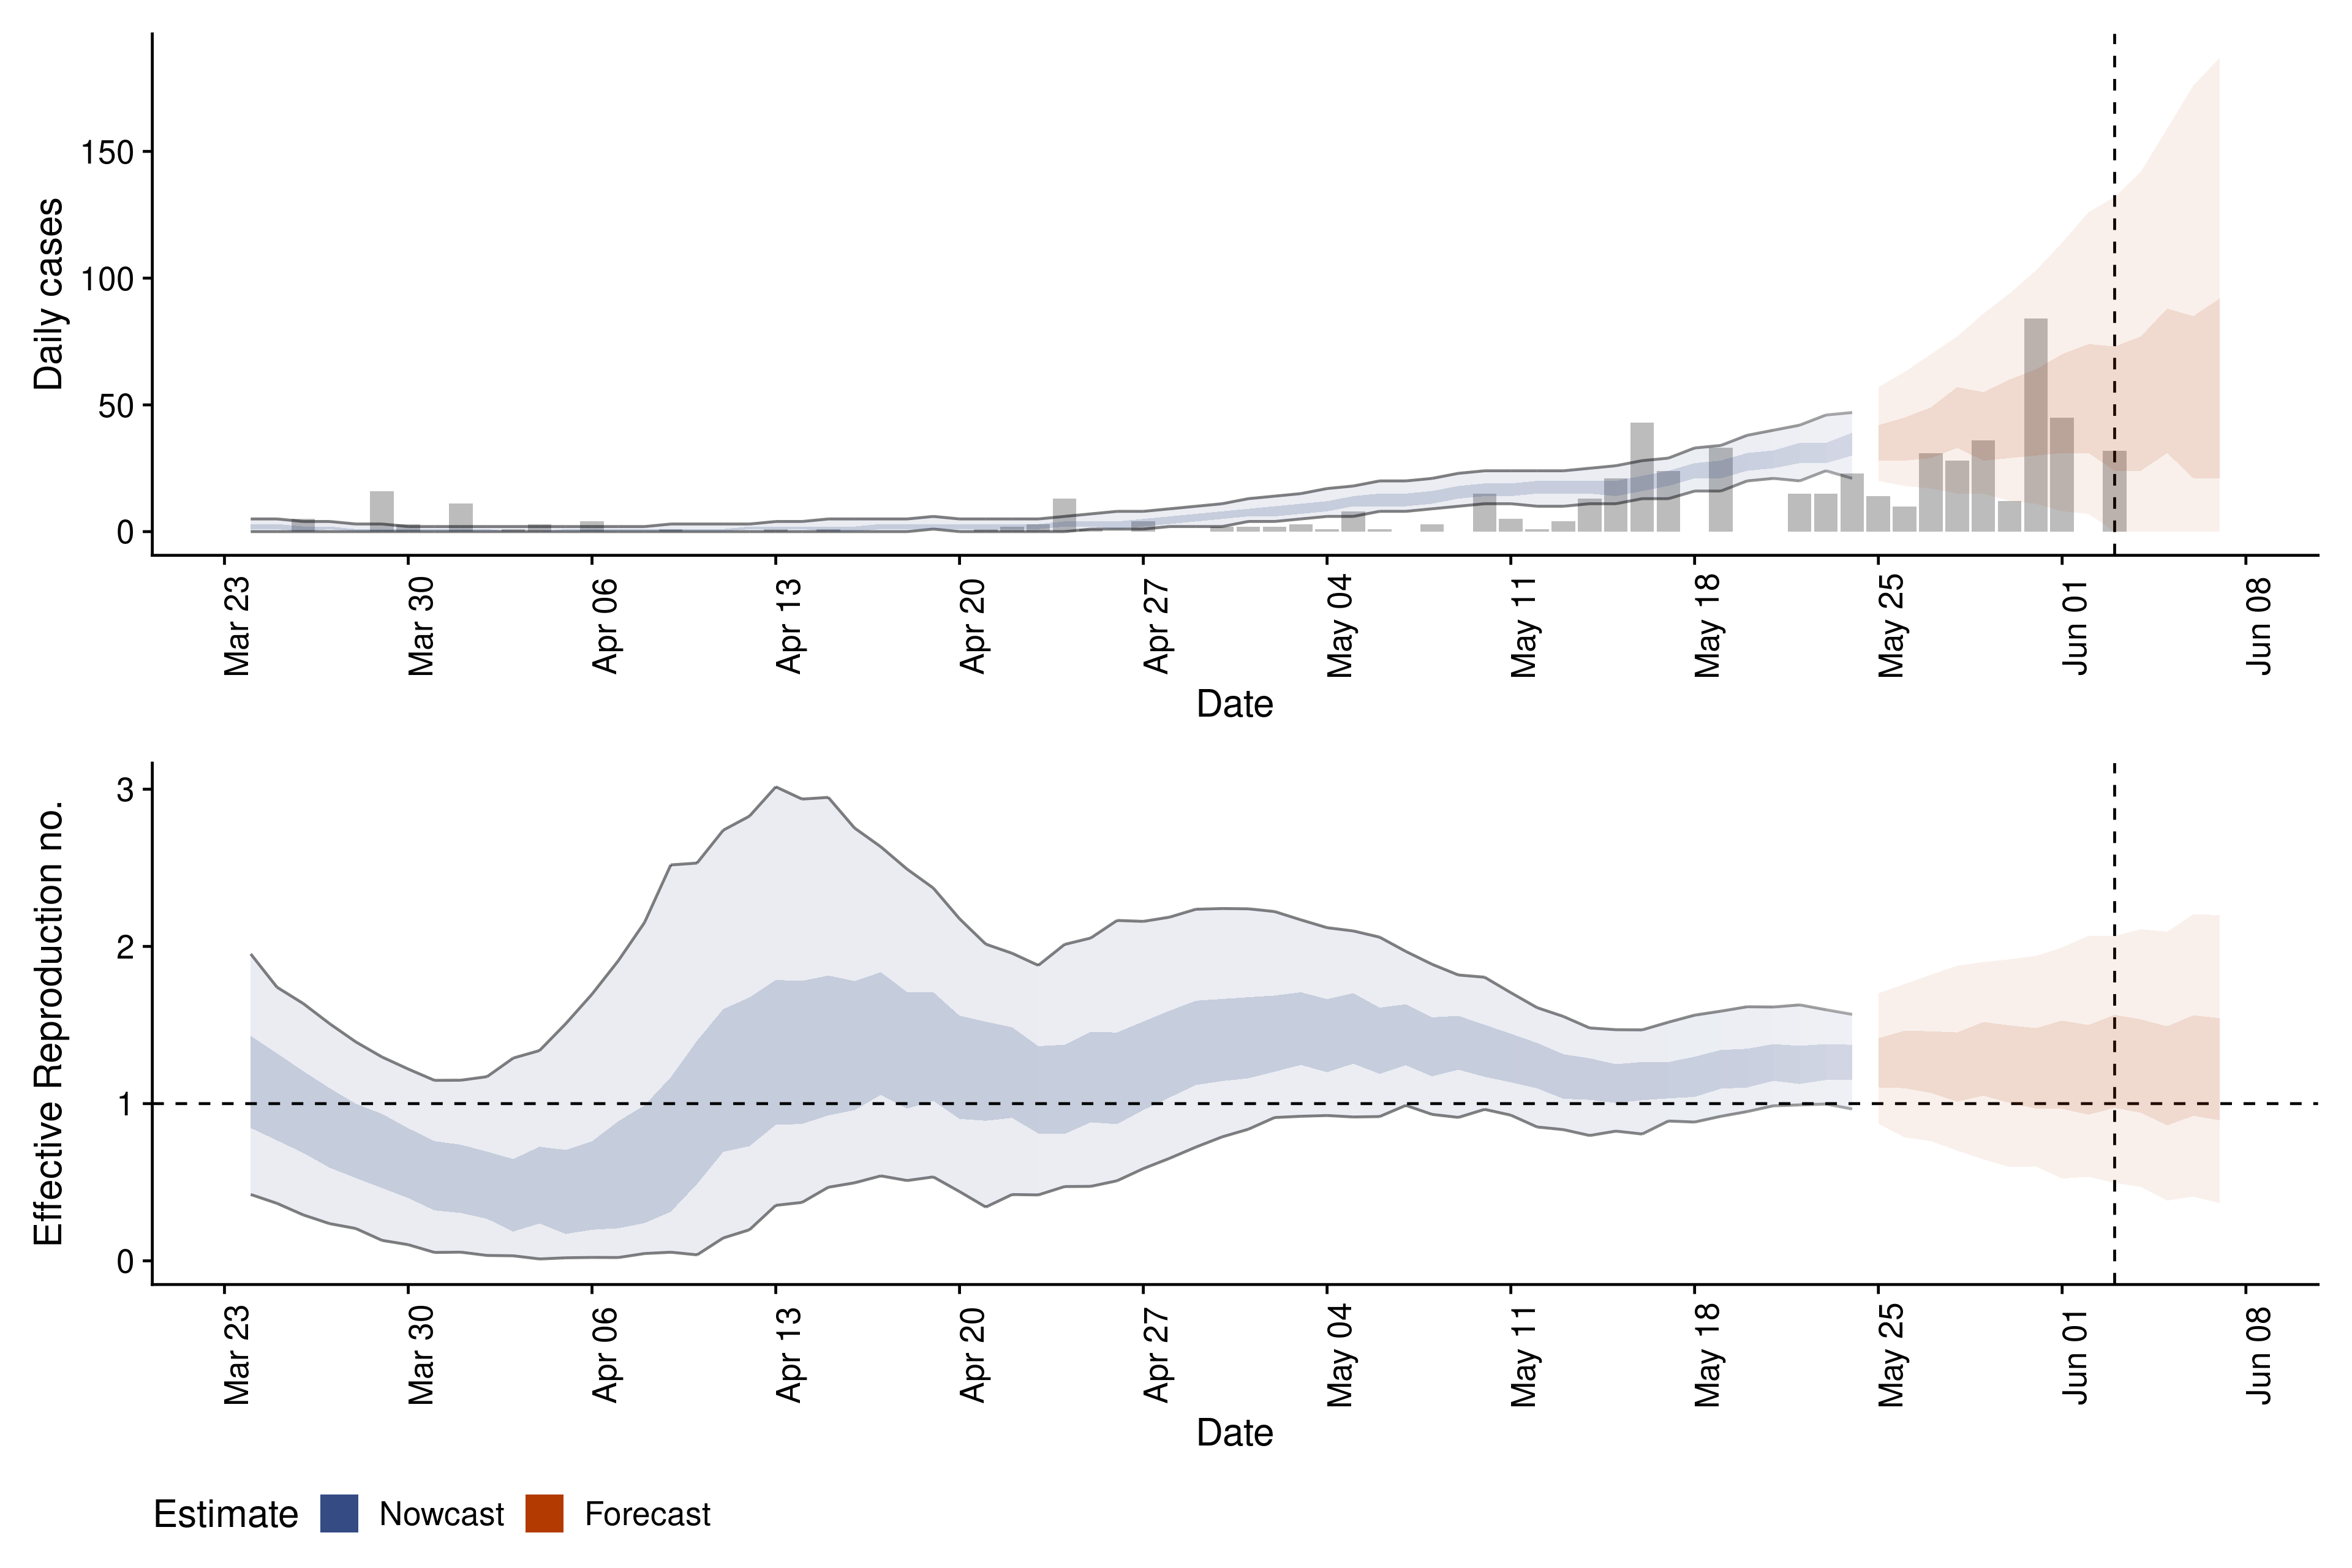 Daily cases
150
100
50
0
Mar 23
Mar 30
Apr 06
Apr 13
Apr 20
Apr 27
May 04
May 11
May 18
May 25
Jun 01
Jun 08
Date
Effective Reproduction no.
3
2
1
0
Mar 23
Mar 30
Apr 06
Apr 13
Apr 20
Apr 27
May 04
May 11
May 18
May 25
Jun 01
Jun 08
Date
Estimate Nowcast Forecast